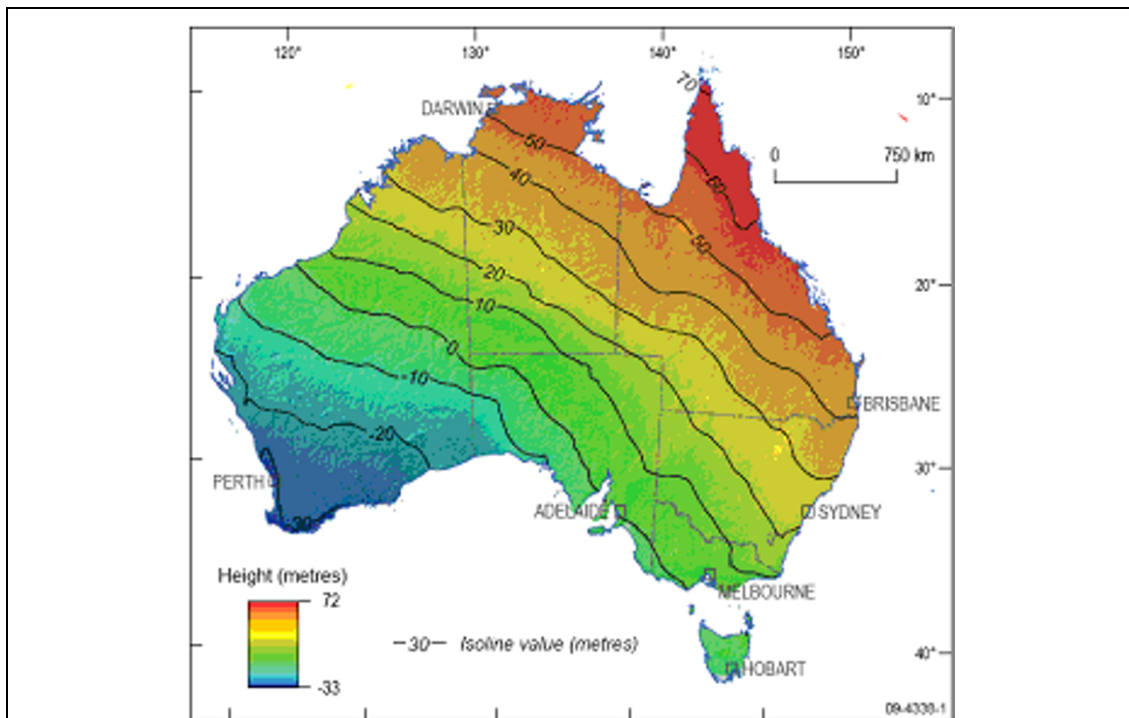 120° 130° 140° 150°
70
DARWIN
10°
0 750 km
50
40
60
30
50
20
20°
10
0
-10
BRISBANE
-20
30°
PERTH
ADELAIDE
SYDNEY
-30
Height (metres)
MELBOURNE
72
—30— Isoline value (metres)
40°
HOBART
-33
09-4338-1